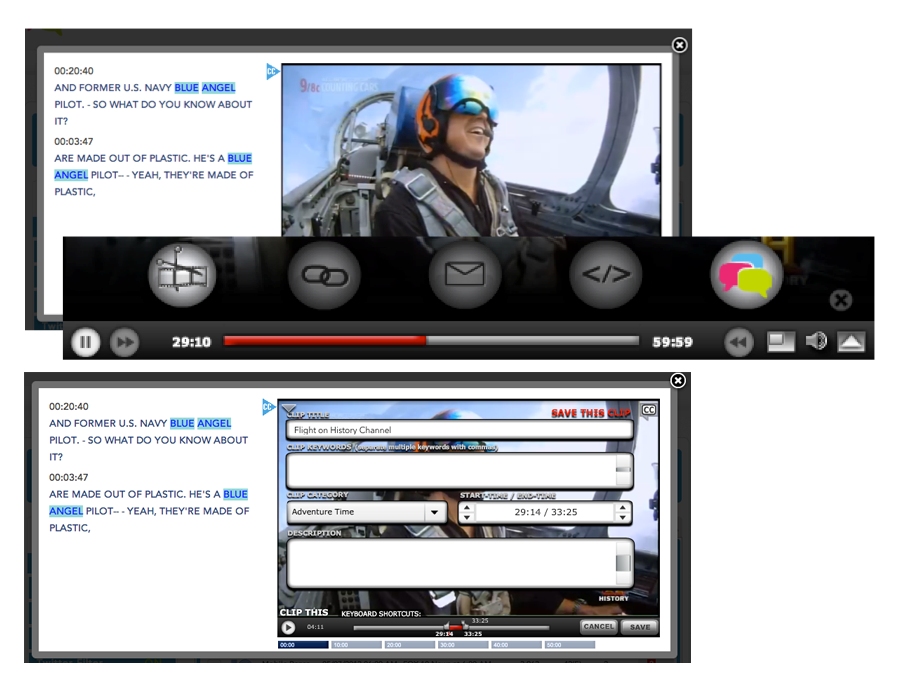 00:20:40
AND FORMER U.S. NAVY BLUE ANGEL
PILOT. - SO WHAT DO YOU KNOW ABOUT
IT?
00:03:47
ARE MADE OUT OF PLASTIC. HE'S A BLUE
ANGEL PILOT-- - YEAH, THEY'RE MADE OF
PLASTIC,
CC
COUNTING CARS
</>
29:10
59:59
00:20:40
AND FORMER U.S. NAVY BLUE ANGEL
PILOT. - SO WHAT DO YOU KNOW ABOUT
IT?
00:03:47
ARE MADE OUT OF PLASTIC. HE'S A BLUE
ANGEL PILOT-- - YEAH, THEY'RE MADE OF
PLASTIC,
CC
CLIP TITLE
SAVE THIS CLIP
CC
Flight on History Channel
CLIP KEYWORDS (separate multiple keywords with commas)
CLIP CATEGORY
START-TIME / END-TIME
Adventure Time
29:14 / 33:25
DESCRIPTION
HISTORY
CLIP THIS
KEYBOARD SHORTCUTS:
04:11
33:25
29:14
33:25
CANCEL
SAVE
00:00
10:00
20:00
30:00
40:00
50:00